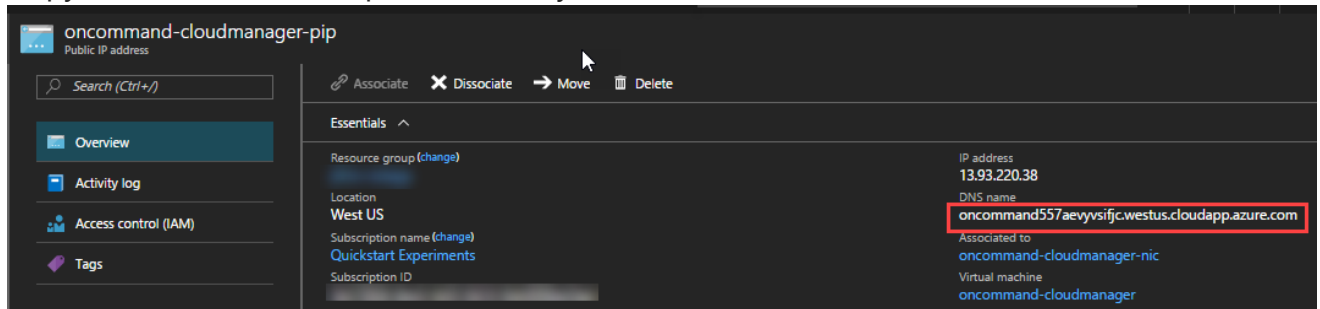 oncommand-cloudmanager-pip
Public IP address
Search (Ctrl+/)
Overview
Activity log
Access control (IAM)
Tags
Associate Dissociate Move Delete
Essentials
Resource group (change)
Location
West US
Subscription name (change)
Quickstart Experiments
Subscription ID
IP address
13.93.220.38
DNS name
oncommand557aevyvsifjc.westus.cloudapp.azure.com
Associated to
oncommand-cloudmanager-nic
Virtual machine
oncommand-cloudmanager